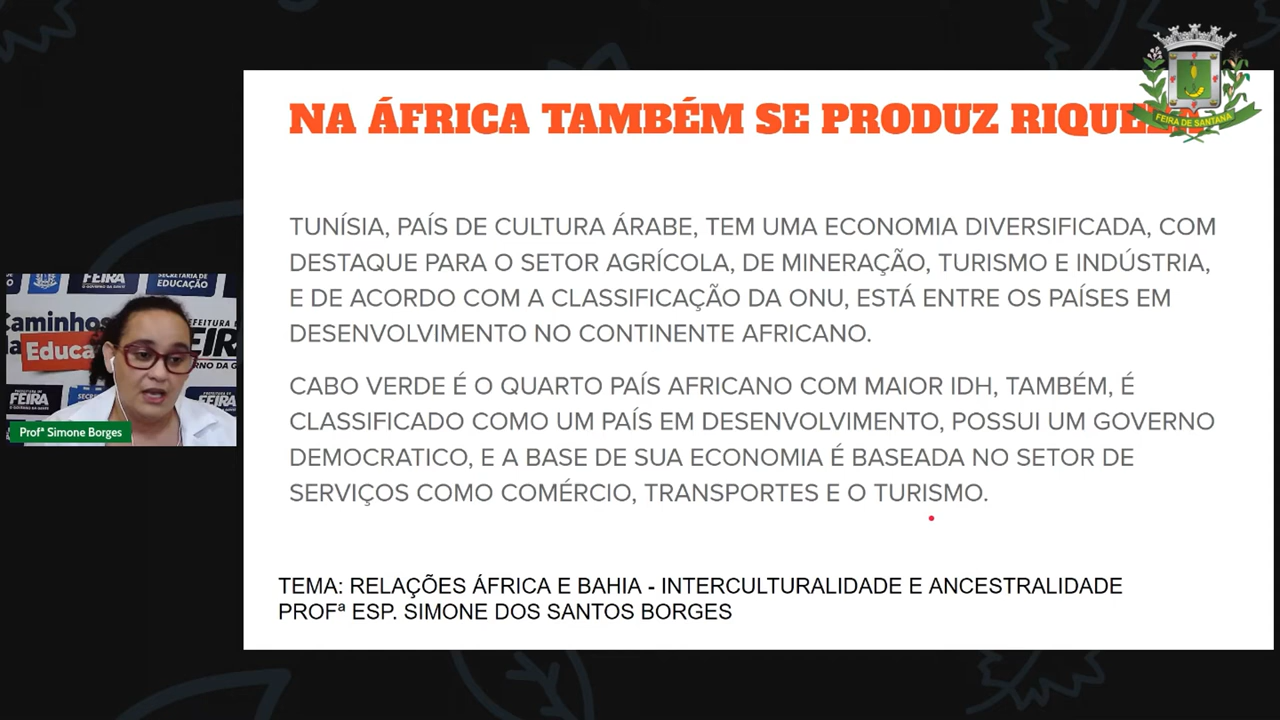 NA ÁFRICA TAMBÉM SE PRODUZ
FEIRA DE SANTANA
TUNÍSIA, PAÍS DE CULTURA ÁRABE, TEM UMA ECONOMIA DIVERSIFICADA, COM
DESTAQUE PARA O SETOR AGRÍCOLA, DE MINERAÇÃO, TURISMO E INDÚSTRIA,
E DE ACORDO COM A CLASSIFICAÇÃO DA ONU, ESTÁ ENTRE OS PAÍSES EM
DESENVOLVIMENTO NO CONTINENTE AFRICANO.
CABO VERDE É O QUARTO PAÍS AFRICANO COM MAIOR IDH, TAMBÉM, É
CLASSIFICADO COMO UM PAÍS EM DESENVOLVIMENTO, POSSUI UM GOVERNO
DEMOCRATICO, E A BASE DE SUA ECONOMIA É BASEADA NO SETOR DE
SERVIÇOS COMO COMÉRCIO, TRANSPORTES E O TURISMO.
TEMA: RELAÇÕES ÁFRICA E BAHIA - INTERCULTURALIDADE E ANCESTRALIDADE
PROFª ESP. SIMONE DOS SANTOS BORGES
FEIRA
SECRETARIA DE
EDUCAÇÃO
Caminhos
Educa
FEIRA
Profª Simone Borges